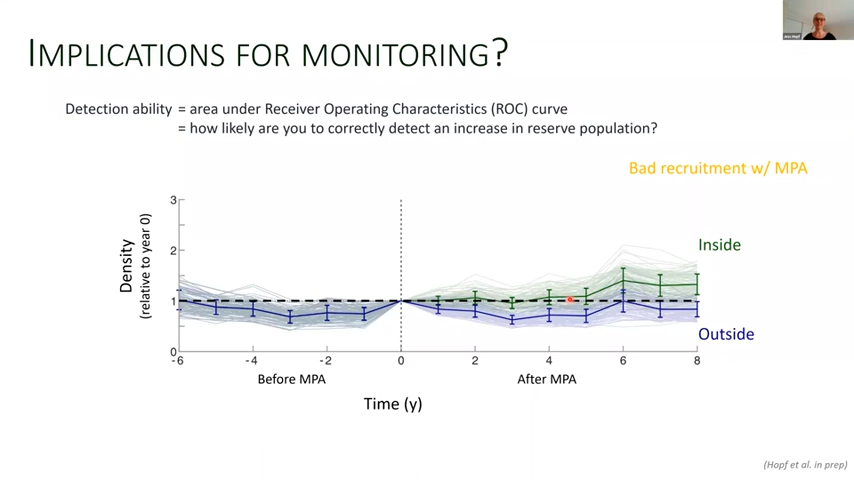 IMPLICATIONS FOR MONITORING?
Detection ability = area under Receiver Operating Characteristics (ROC) curve
= how likely are you to correctly detect an increase in reserve population?
Bad recruitment w/ MPA
3
2
1
0
Density
(relative to year 0)
Inside
Outside
-6
-4
-2
0
2
4
6
8
Before MPA
After MPA
Time (y)
(Hopf et al. in prep)
Jess Hopf